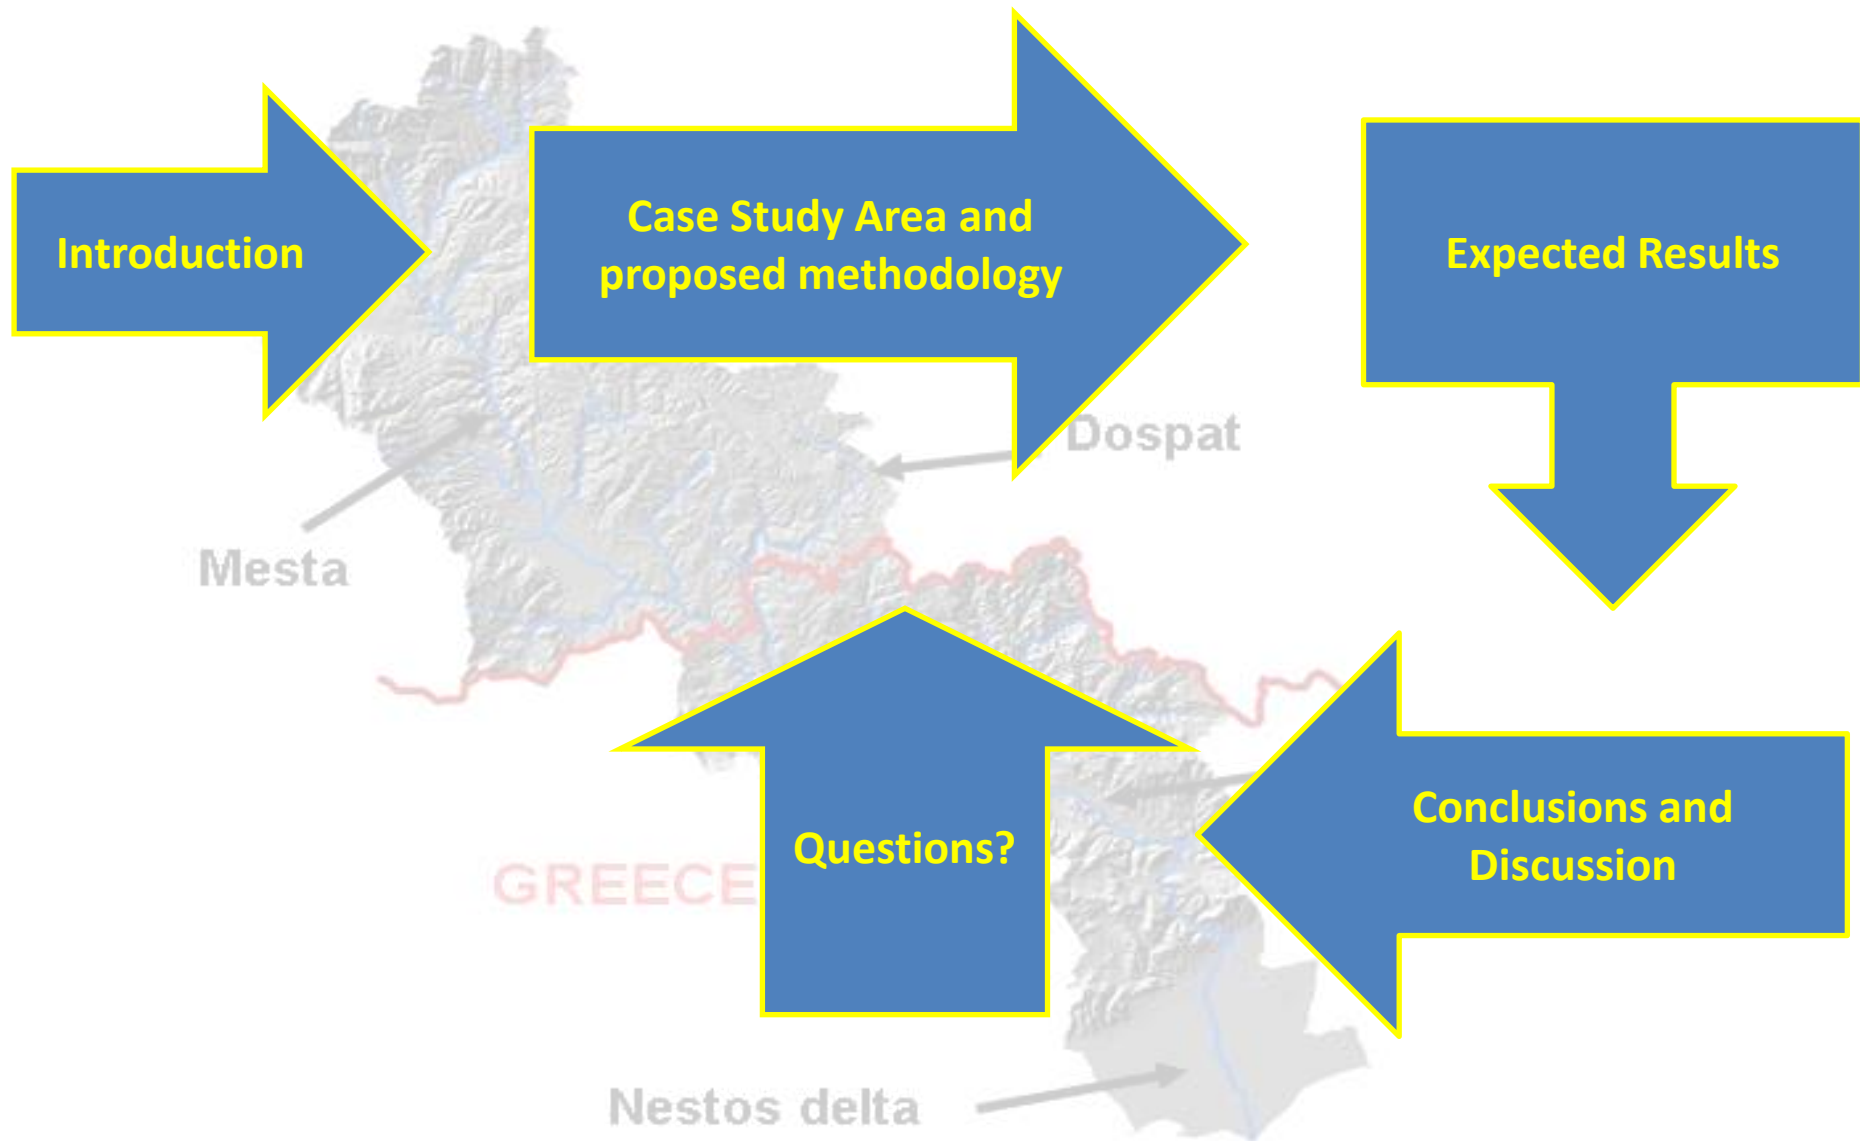 Introduction
Case Study Area and
proposed methodology
Expected Results
Dospat
Mesta
Conclusions and
Discussion
Questions?
GREECE
Nestos delta